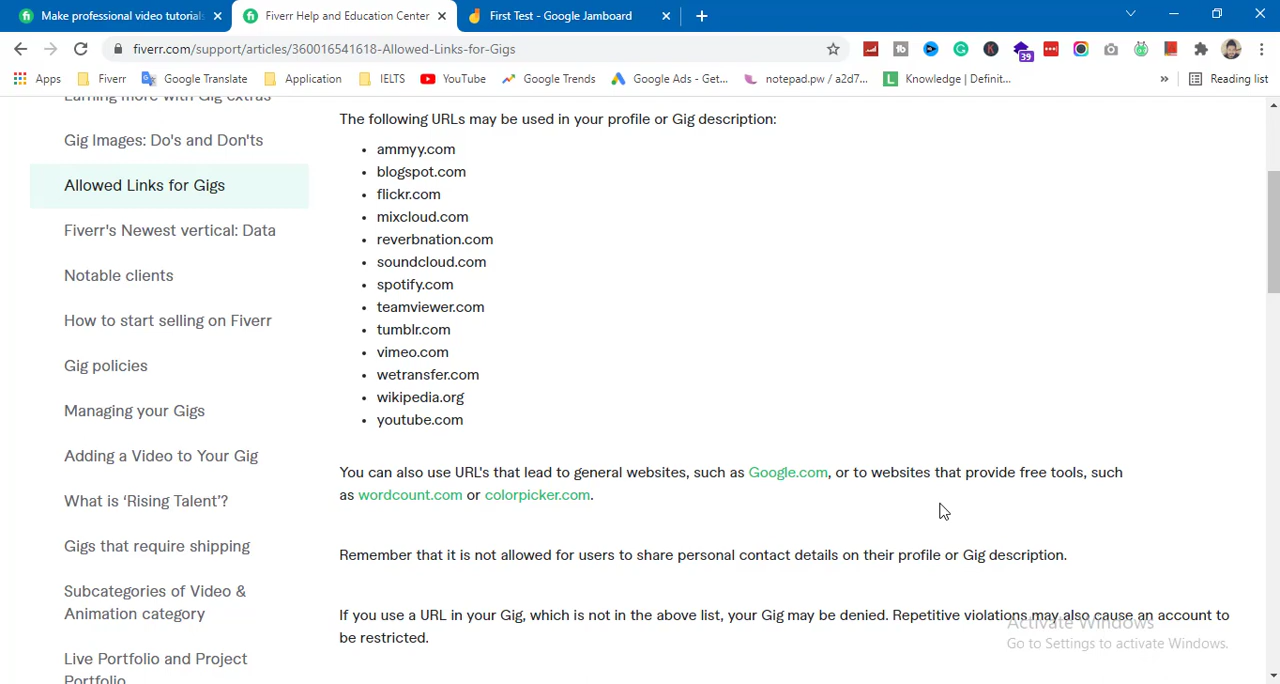 Make professional video tutorials
Fiverr Help and Education Center
First Test - Google Jamboard
fiverr.com/support/articles/360016541618-Allowed-Links-for-Gigs
39
Apps
Fiverr
Google Translate
Application
IELTS
YouTube
Google Trends
Google Ads - Get...
notepad.pw / a2d7...
Knowledge | Definit...
»
Reading list
Earning more with Gig extras
Gig Images: Do's and Don'ts
Allowed Links for Gigs
Fiverr's Newest vertical: Data
Notable clients
How to start selling on Fiverr
Gig policies
Managing your Gigs
Adding a Video to Your Gig
What is ‘Rising Talent’?
Gigs that require shipping
Subcategories of Video &
Animation category
Live Portfolio and Project
Portfolio
The following URLs may be used in your profile or Gig description:
• ammyy.com
• blogspot.com
• flickr.com
• mixcloud.com
• reverbnation.com
• soundcloud.com
• spotify.com
• teamviewer.com
• tumblr.com
• vimeo.com
• wetransfer.com
• wikipedia.org
• youtube.com
You can also use URL's that lead to general websites, such as Google.com, or to websites that provide free tools, such
as wordcount.com or colorpicker.com.
Remember that it is not allowed for users to share personal contact details on their profile or Gig description.
If you use a URL in your Gig, which is not in the above list, your Gig may be denied. Repetitive violations may also cause an account to
be restricted.
Activate Windows
Go to Settings to activate Windows.